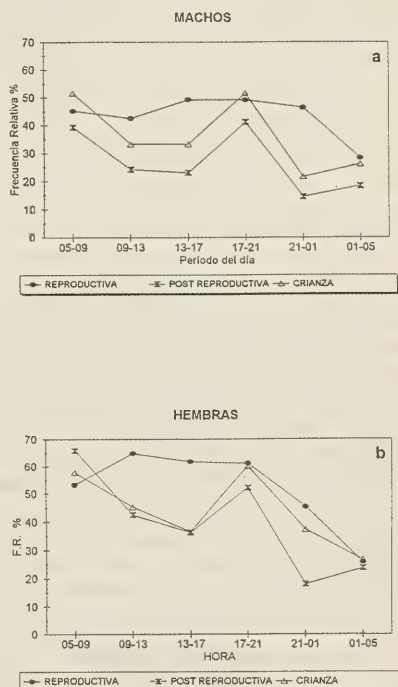 MACHOS
a
Frecuencia Relativa %
70
60
50
40
30
20
10
0
05-09 09-13 13-17 17-21 21-01 01-05
Período del día
REPRODUCTIVA POST REPRODUCTIVA CRIANZA
HEMBRAS
b
F.R. %
70
60
50
40
30
20
10
0
05-09 09-13 13-17 17-21 21-01 01-05
HORA
REPRODUCTIVA POST REPRODUCTIVA CRIANZA